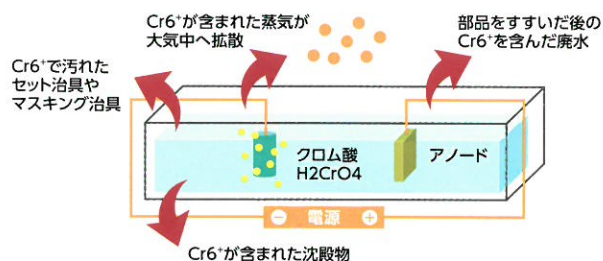 Cr6⁺が含まれた蒸気が
大気中へ拡散
部品をすすいだ後の
Cr6⁺を含んだ廃水
Cr6⁺で汚れた
セット治具や
マスキング治具
クロム酸
H2CrO4
アノード
− 電源 +
Cr6⁺が含まれた沈殿物